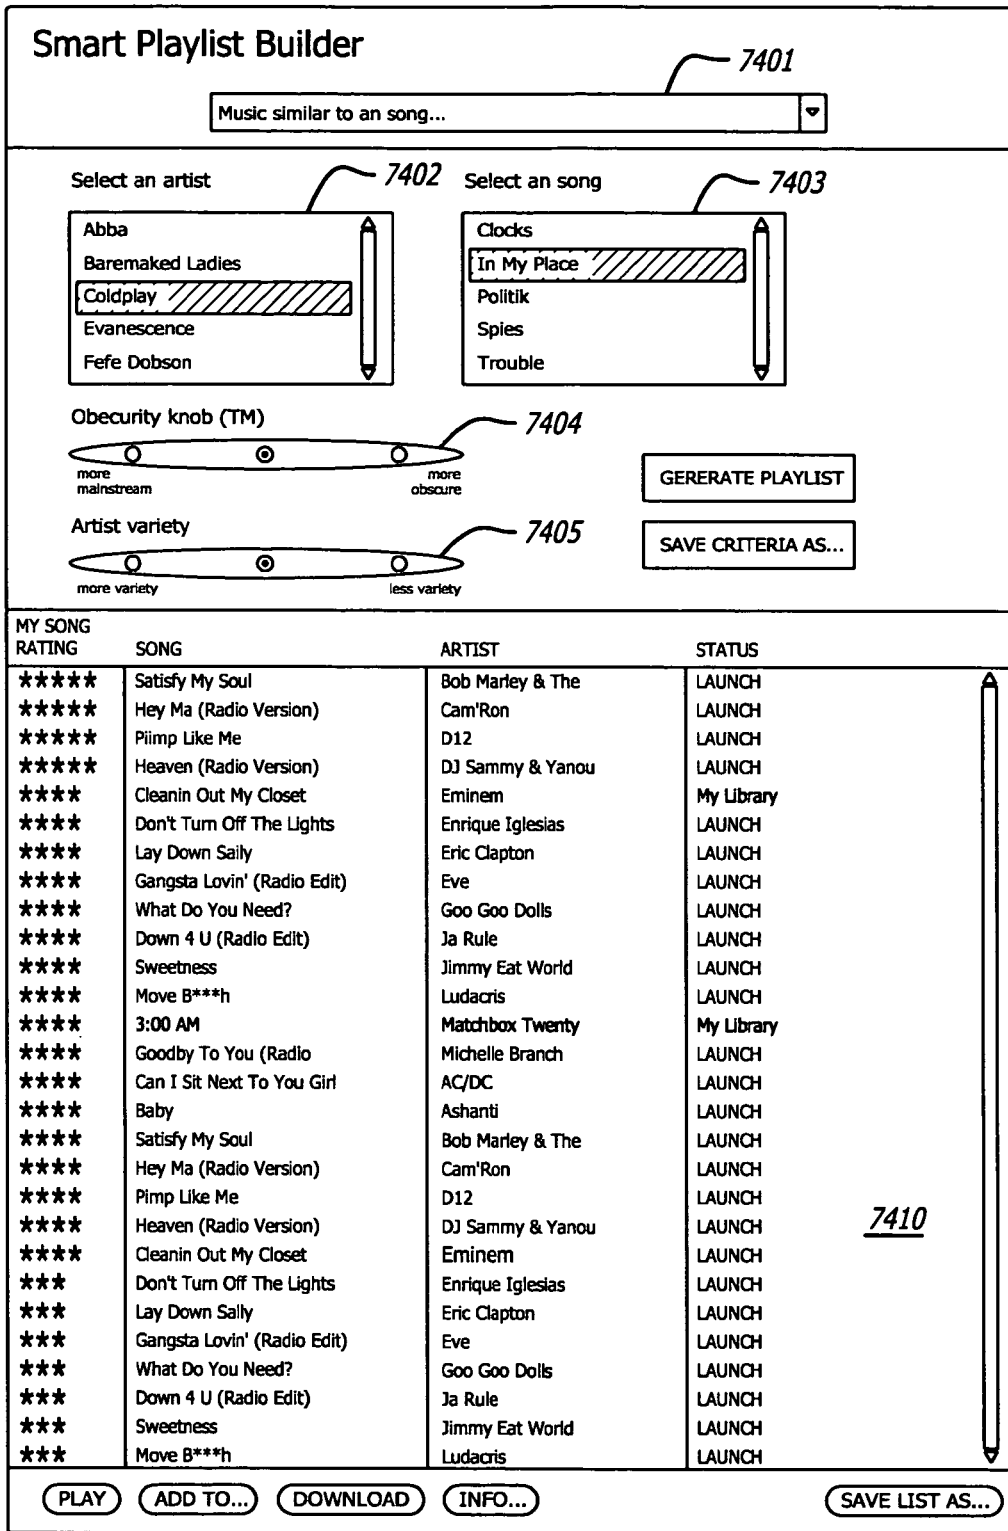 Smart Playlist Builder
7401
Music similar to an song...
Select an artist
7402
Select an song
7403
Abba
Baremaked Ladies
Coldplay
Evanescence
Fefe Dobson
Clocks
In My Place
Politik
Spies
Trouble
Obecurity knob (TM)
7404
more mainstream
more obscure
GERERATE PLAYLIST
Artist variety
7405
more variety
less variety
SAVE CRITERIA AS...
MY SONG RATING SONG ARTIST STATUS
***** Satisfy My Soul Bob Marley & The LAUNCH
***** Hey Ma (Radio Version) Cam'Ron LAUNCH
***** Piimp Like Me D12 LAUNCH
***** Heaven (Radio Version) DJ Sammy & Yanou LAUNCH
**** Cleanin Out My Closet Eminem My Library
**** Don't Turn Off The Lights Enrique Iglesias LAUNCH
**** Lay Down Sally Eric Clapton LAUNCH
**** Gangsta Lovin' (Radio Edit) Eve LAUNCH
**** What Do You Need? Goo Goo Dolls LAUNCH
**** Down 4 U (Radio Edit) Ja Rule LAUNCH
**** Sweetness Jimmy Eat World LAUNCH
**** Move B***h Ludacris LAUNCH
**** 3:00 AM Matchbox Twenty My Library
**** Goodby To You (Radio Michelle Branch LAUNCH
**** Can I Sit Next To You Girl AC/DC LAUNCH
**** Baby Ashanti LAUNCH
**** Satisfy My Soul Bob Marley & The LAUNCH
**** Hey Ma (Radio Version) Cam'Ron LAUNCH
**** Pimp Like Me D12 LAUNCH
**** Heaven (Radio Version) DJ Sammy & Yanou LAUNCH
7410
**** Cleanin Out My Closet Eminem LAUNCH
*** Don't Turn Off The Lights Enrique Iglesias LAUNCH
*** Lay Down Sally Eric Clapton LAUNCH
*** Gangsta Lovin' (Radio Edit) Eve LAUNCH
*** What Do You Need? Goo Goo Dolls LAUNCH
*** Down 4 U (Radio Edit) Ja Rule LAUNCH
*** Sweetness Jimmy Eat World LAUNCH
*** Move B***h Ludacris LAUNCH
PLAY ADD TO... DOWNLOAD INFO... SAVE LIST AS...